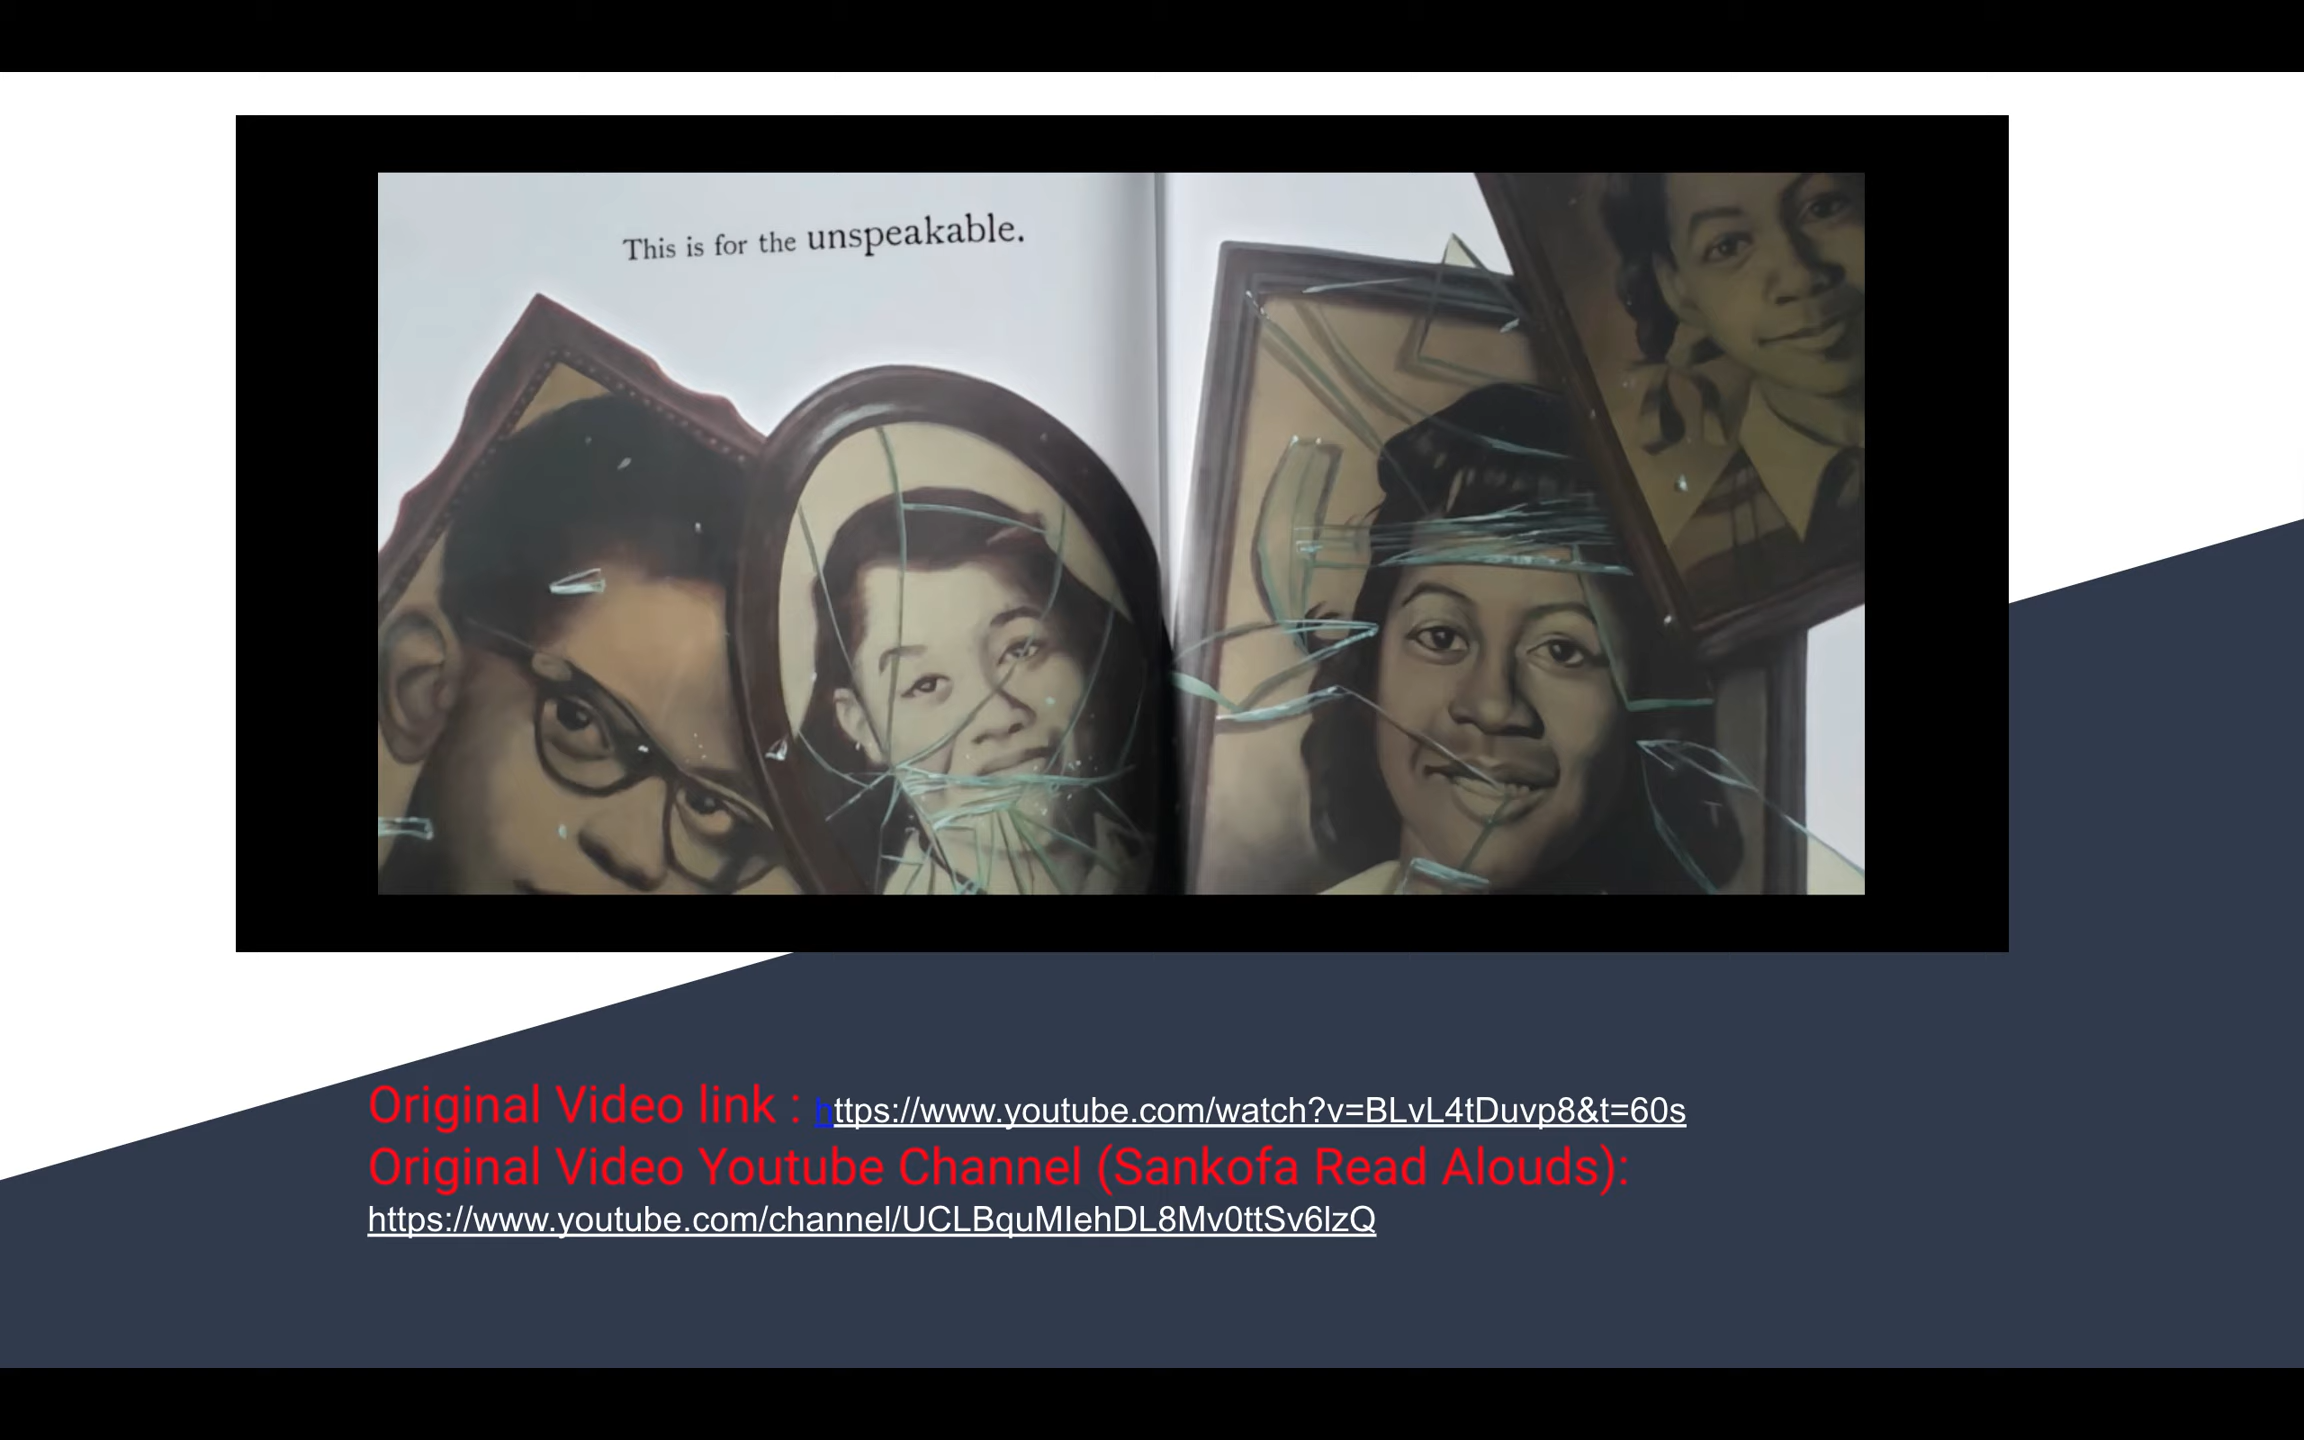 This is for the unspeakable.
Original Video link : https://www.youtube.com/watch?v=BLvL4tDuvp8&t=60s
Original Video Youtube Channel (Sankofa Read Alouds):
https://www.youtube.com/channel/UCLBquMIehDL8Mv0ttSv6lzQ